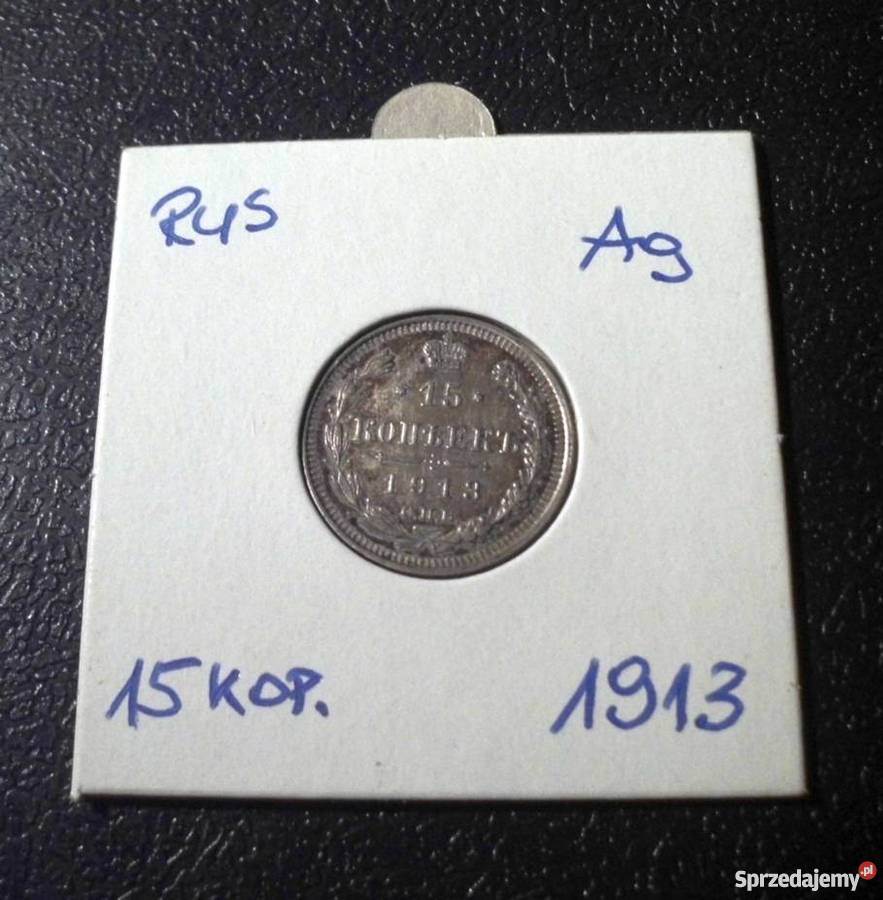 RUS
Ag
15
КОПѢЕКЪ
1913
С.П.Б.
15 KOP.
1913
Sprzedajemy.pl